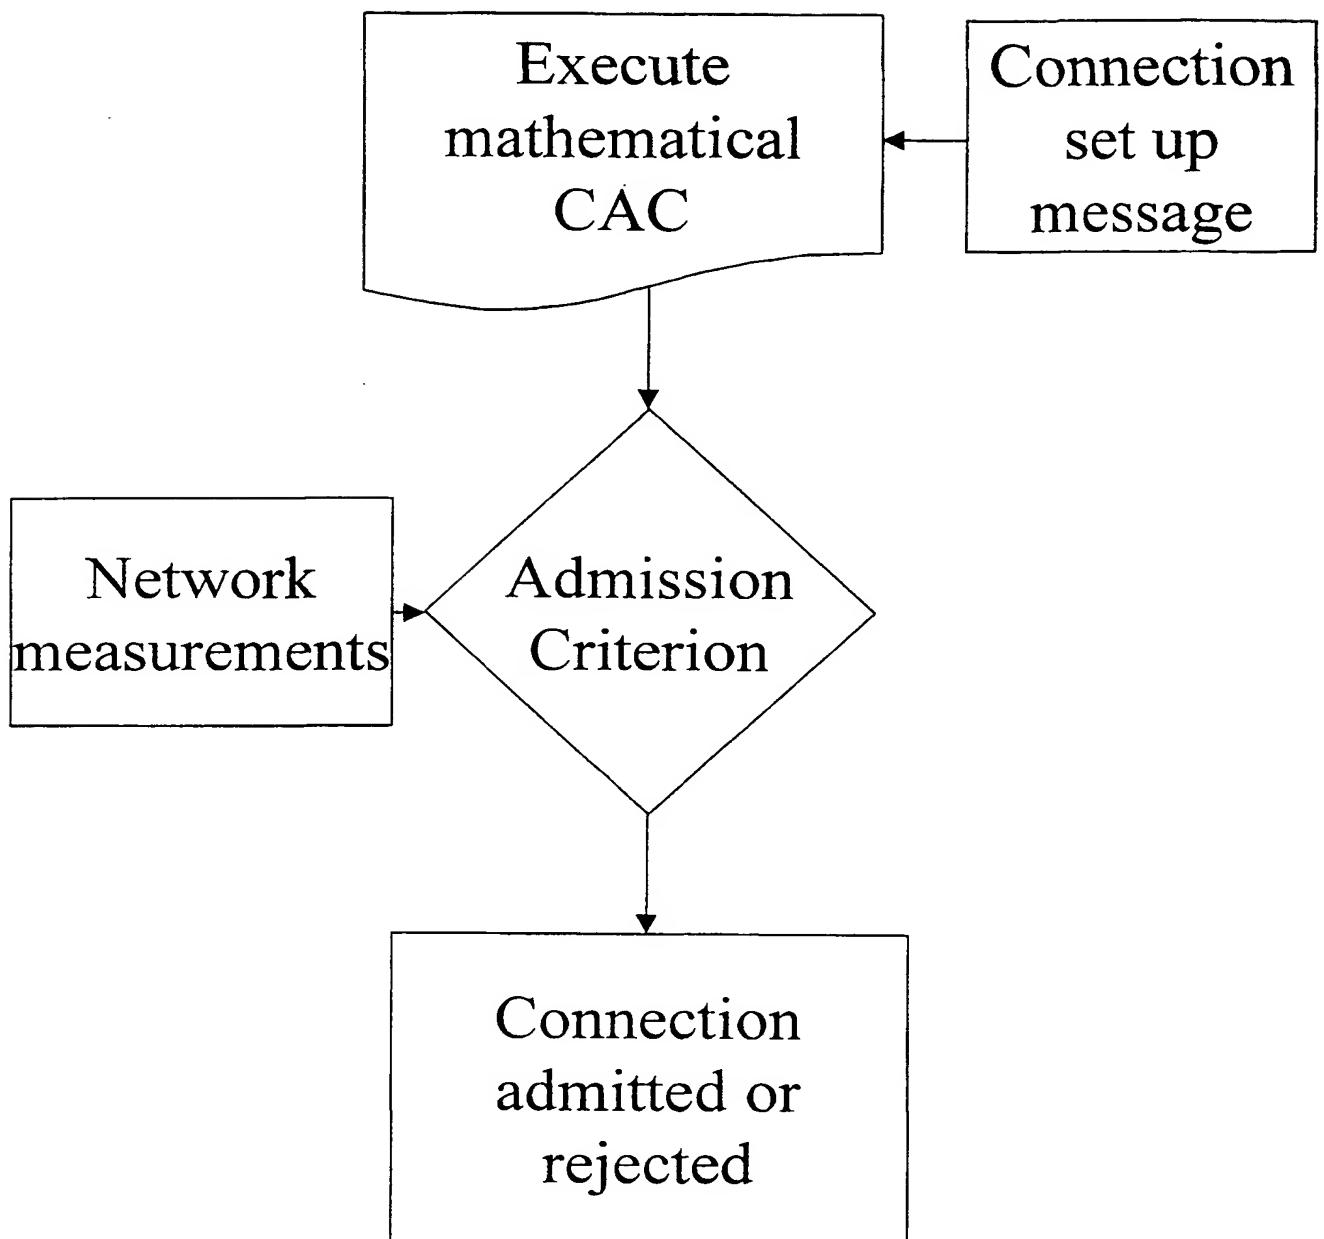 Execute
mathematical
CAC
Connection
set up
message
Network
measurements
Admission
Criterion
Connection
admitted or
rejected